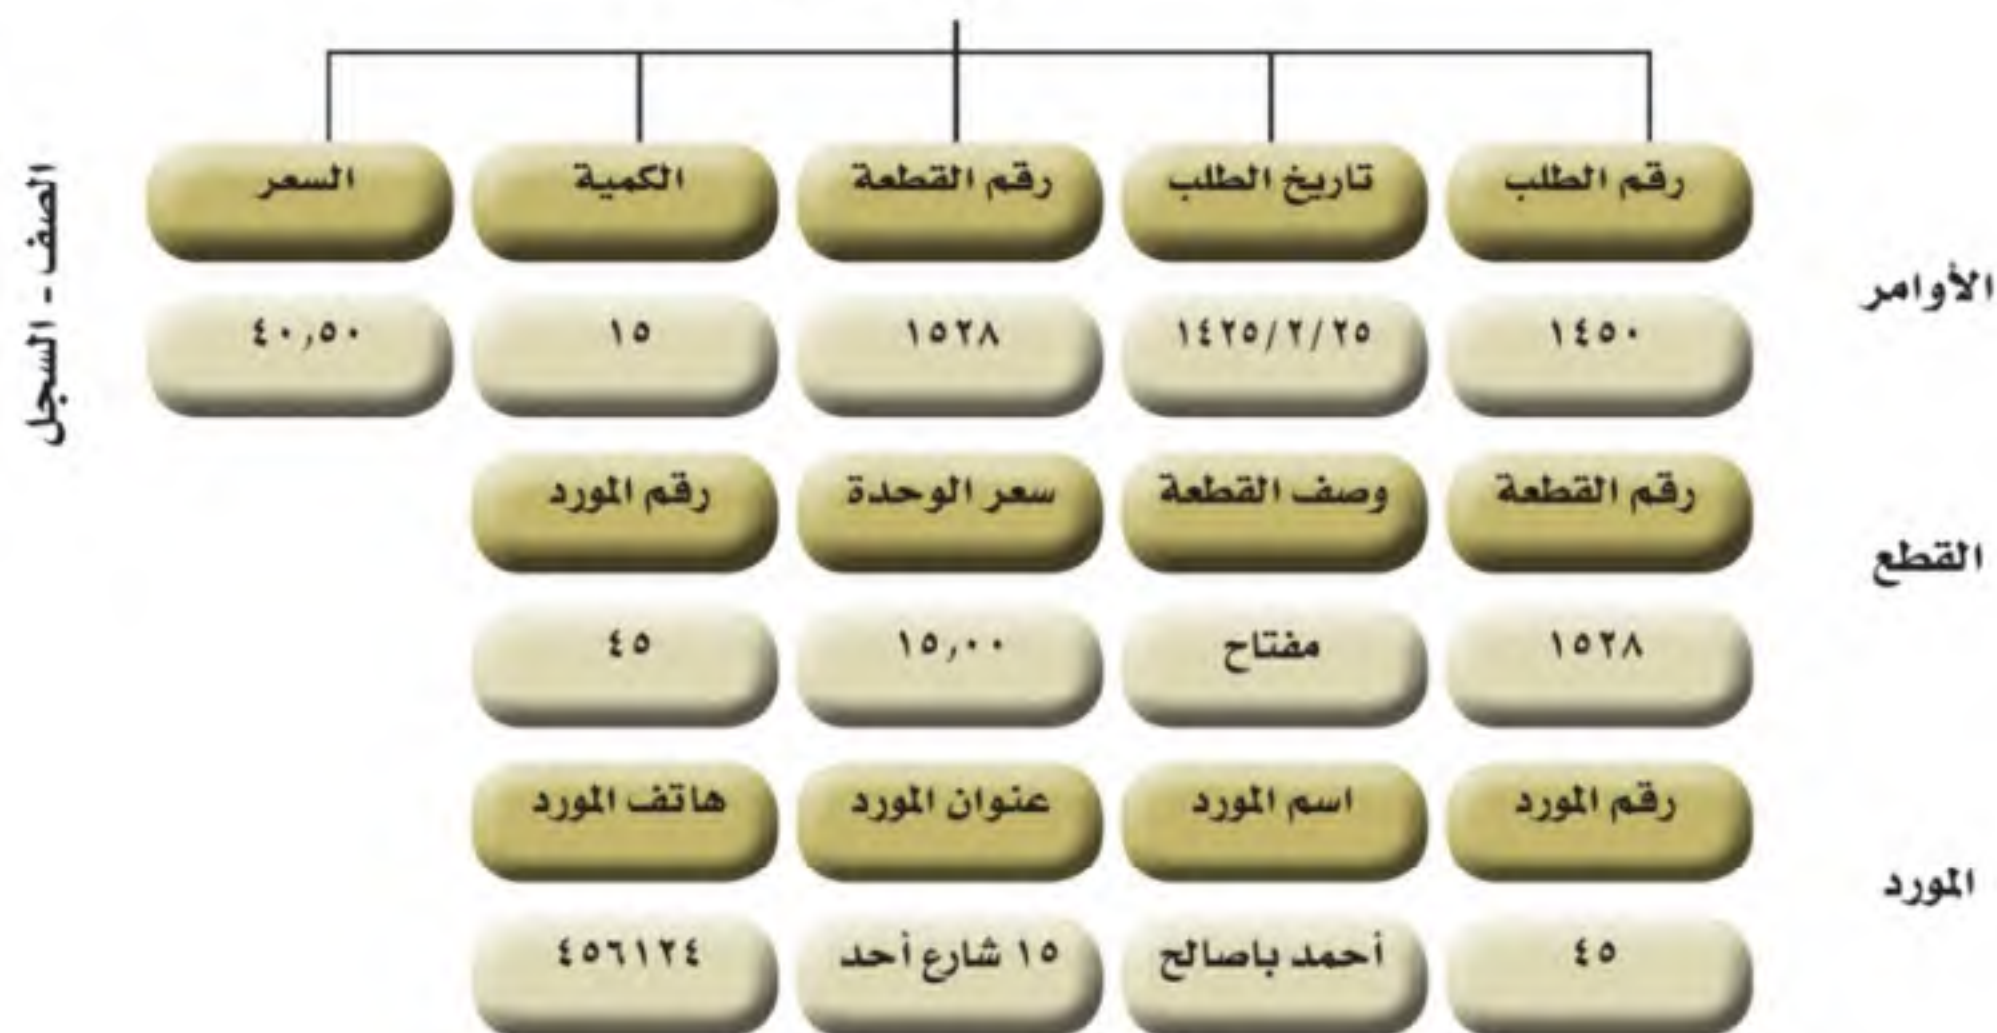 رقم الطلب تاريخ الطلب رقم القطعة الكمية السعر
الأوامر
١٤٥٠ ١٤٢٥/٢/٢٥ ١٥٢٨ ١٥ ٤٠,٥٠
الصف - السجل
رقم القطعة وصف القطعة سعر الوحدة رقم المورد
القطع
١٥٢٨ مفتاح ١٥,٠٠ ٤٥
رقم المورد اسم المورد عنوان المورد هاتف المورد
المورد
٤٥ أحمد باصالح ١٥ شارع أحد ٤٥٦١٢٤